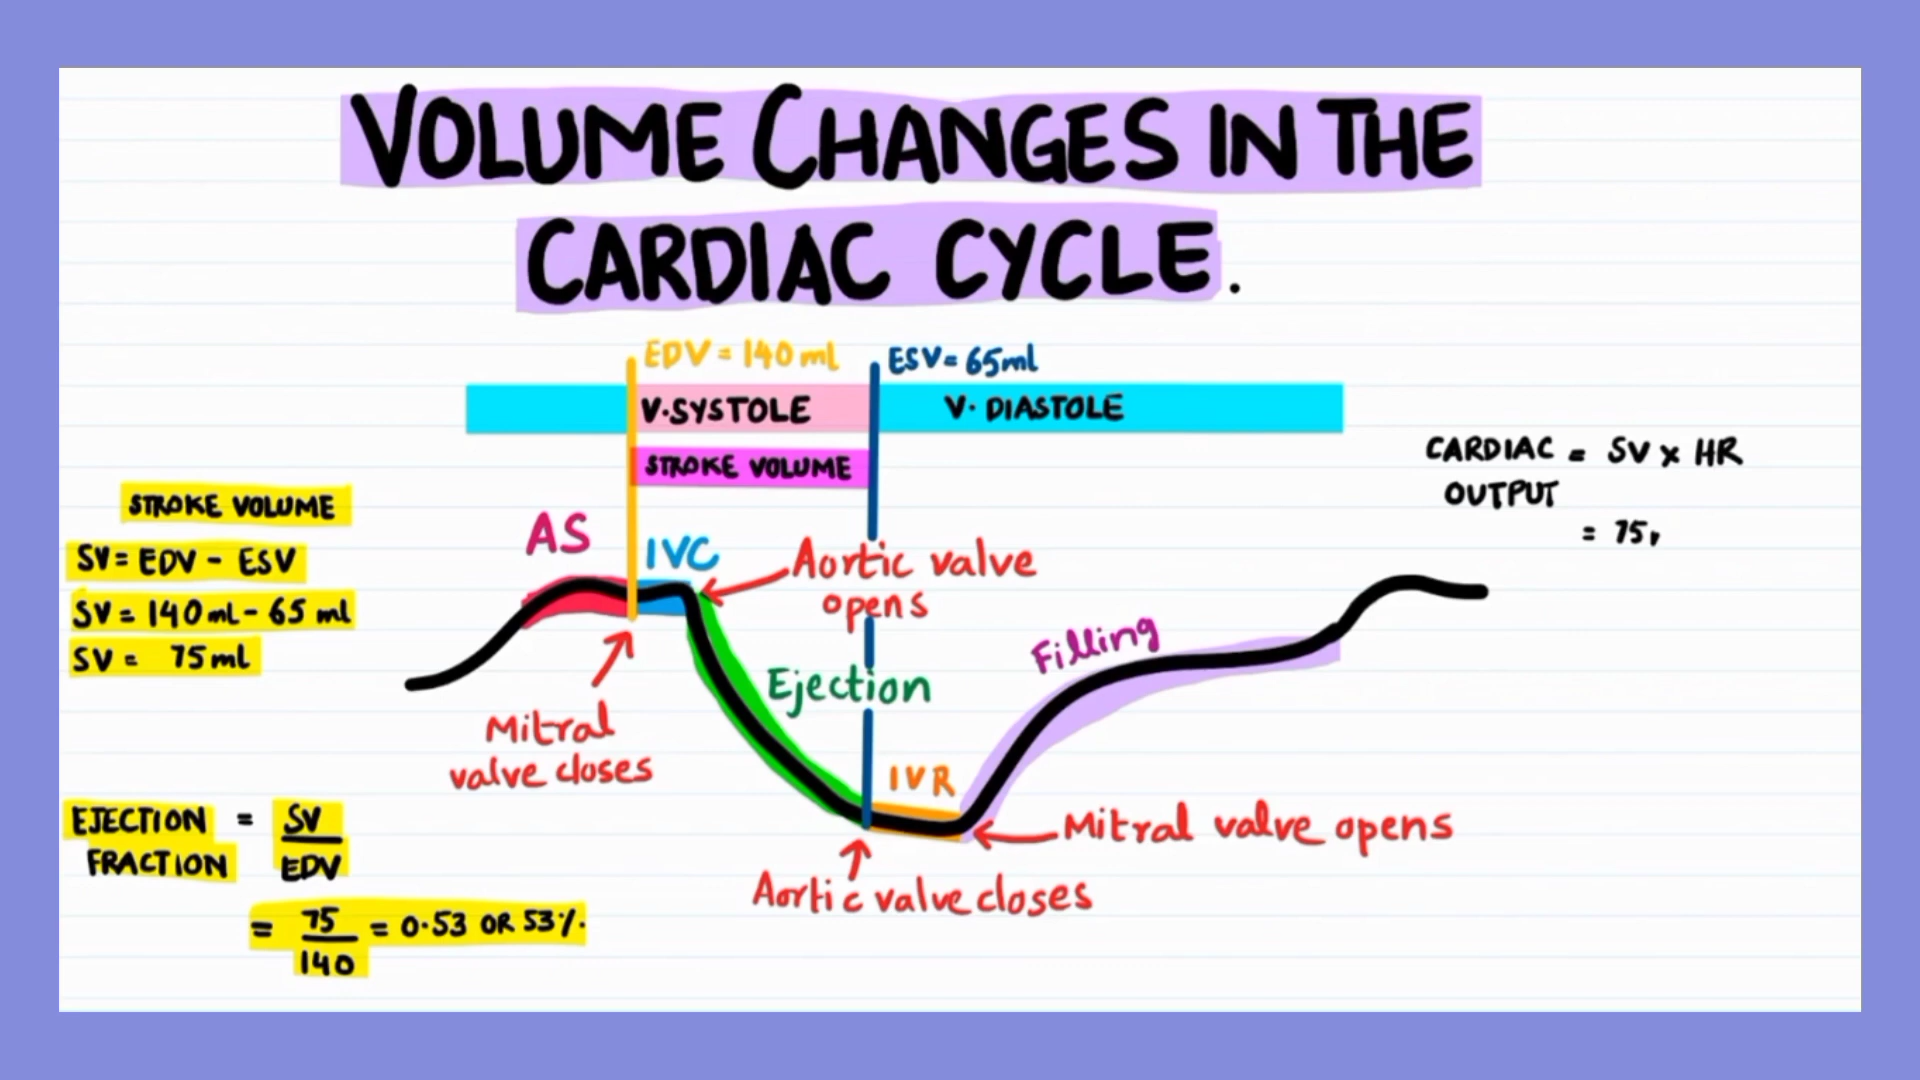 VOLUME CHANGES IN THE
CARDIAC CYCLE.
EDV = 140 ml
ESV = 65ml
V. SYSTOLE
V. DIASTOLE
STROKE VOLUME
CARDIAC = SV x HR
OUTPUT
= 75,
STROKE VOLUME
SV = EDV - ESV
SV = 140 mL - 65 ml
SV = 75 ml
AS
IVC
Aortic valve
opens
Filling
Ejection
Mitral
valve closes
IVR
Mitral valve opens
Aortic valve closes
EJECTION = SV
FRACTION EDV
= 75 = 0.53 OR 53%.
140